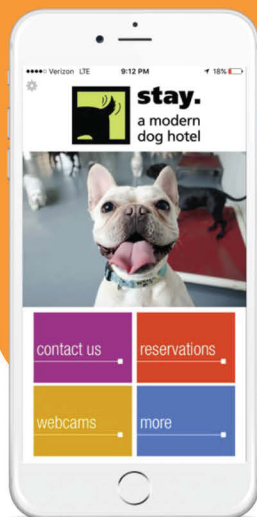 Verizon LTE 9:12 PM 18%
stay.
a modern
dog hotel
contact us
reservations
webcams
more